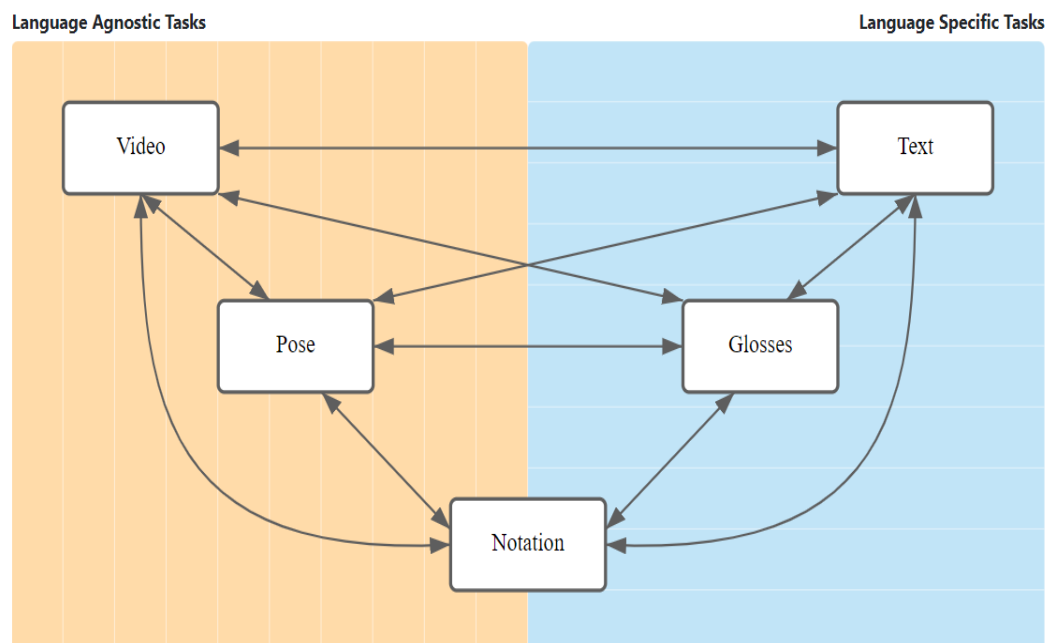 Language Agnostic Tasks
Language Specific Tasks
Video
Text
Pose
Glosses
Notation